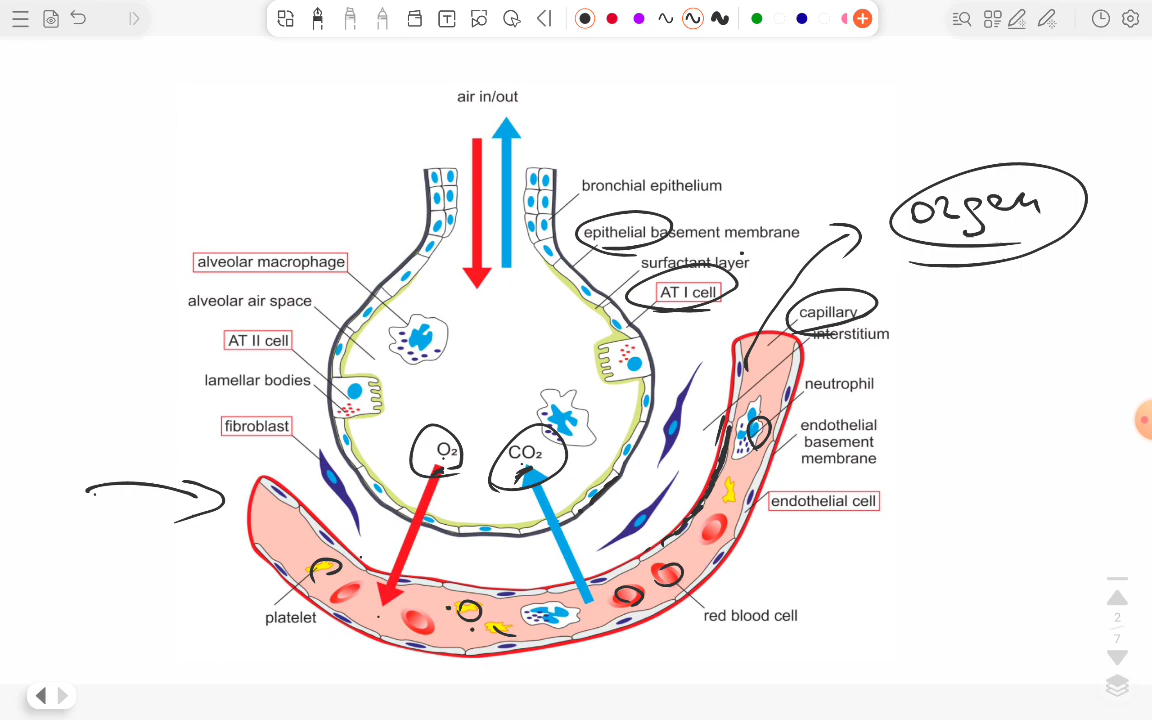 air in/out
bronchial epithelium
epithelial basement membrane
surfactant layer
alveolar macrophage
AT I cell
alveolar air space
capillary
interstitium
AT II cell
lamellar bodies
neutrophil
fibroblast
endothelial
basement
membrane
O₂
CO₂
endothelial cell
platelet
red blood cell
organ
2
7